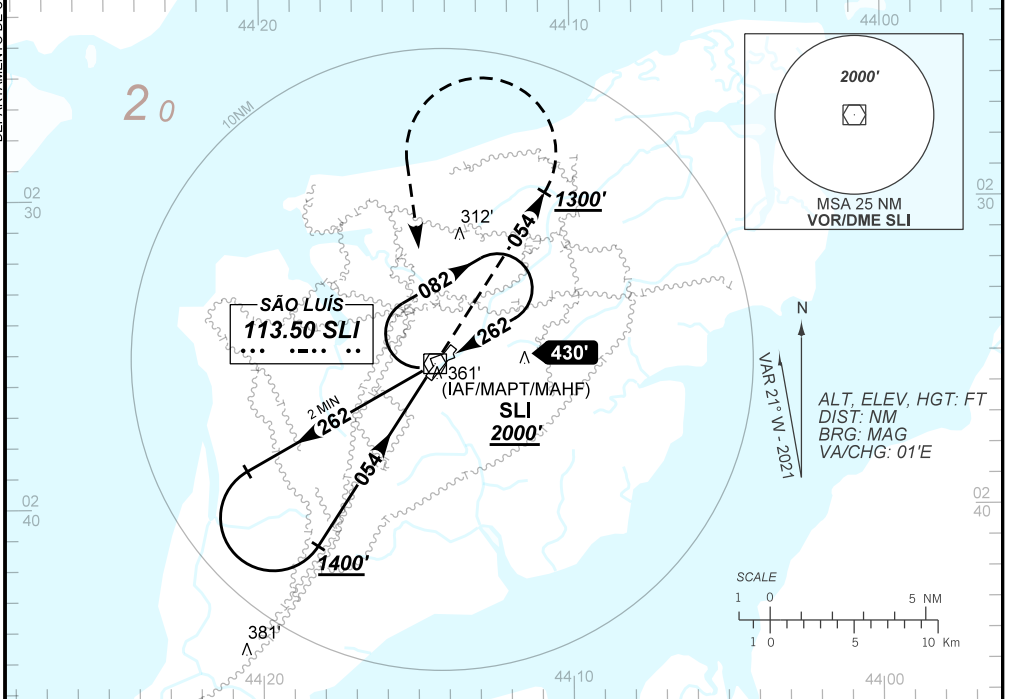 44 20
44 10
44 00
2 0
10NM
2000'
MSA 25 NM
VOR/DME SLI
02
30
02
30
1300'
312'
054
082
262
SÃO LUÍS
113.50 SLI
430'
361'
(IAF/MAPT/MAHF)
SLI
2000'
N
VAR 21° W - 2021
ALT, ELEV, HGT: FT
DIST: NM
BRG: MAG
VA/CHG: 01'E
2 MIN
262
054
02
40
02
40
1400'
381'
SCALE
1 0 5 NM
1 0 5 10 Km
44 20
44 10
44 00